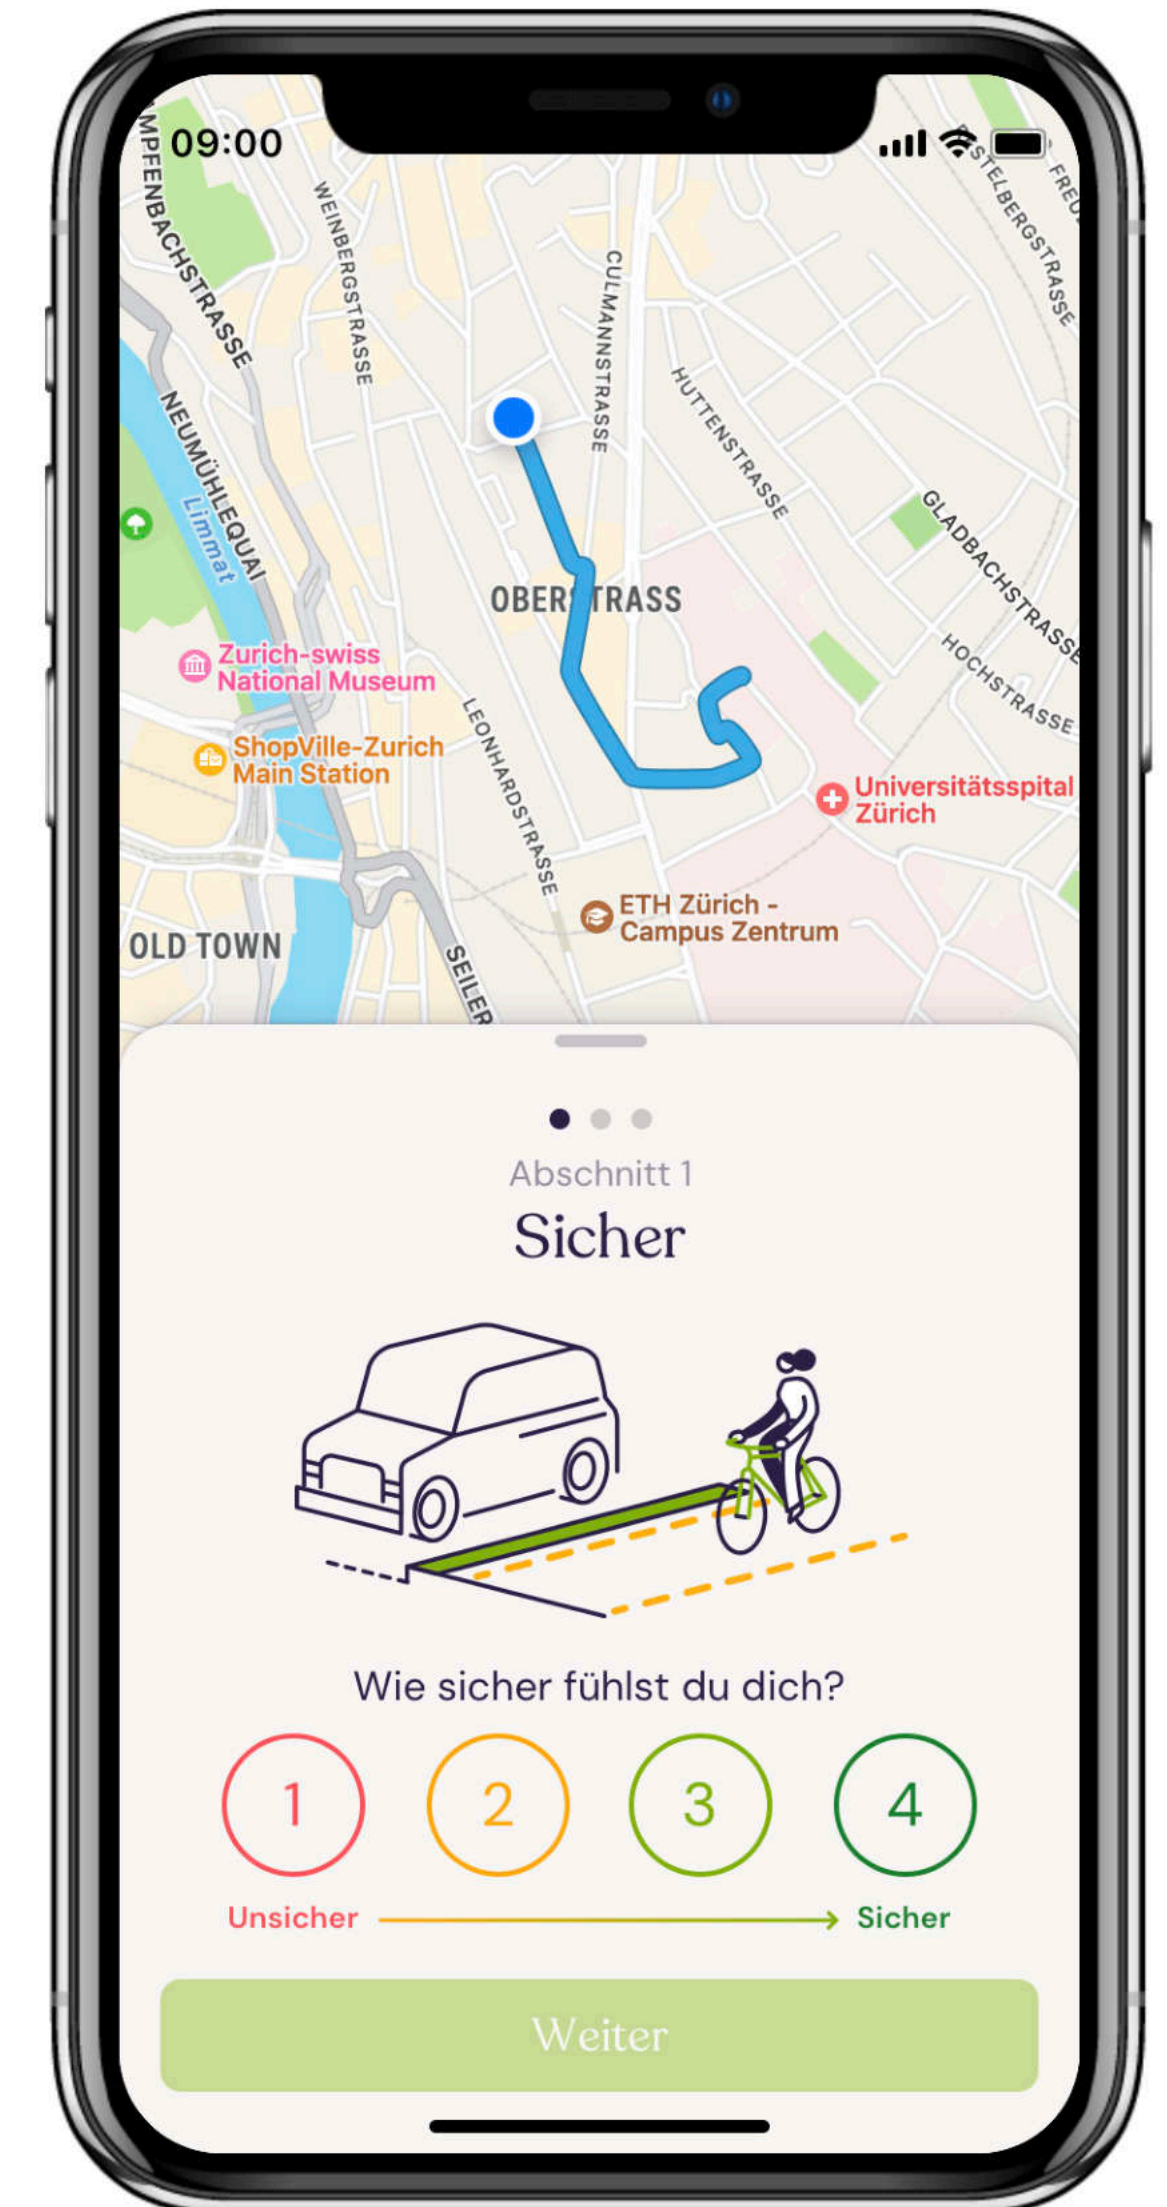 09:00
MPFENBACHSTRASSE
WEINBERGSTRASSE
CULMANNSTRASSE
HUTTENSTRASSE
NEUMÜHLEQUAI
Limmat
GLADBACHSTRASSE
OBERSTRASS
HOCHSTRASSE
Zurich-swiss
National Museum
LEONHARDSTRASSE
ShopVille-Zurich
Main Station
Universitätsspital
Zürich
ETH Zürich -
Campus Zentrum
OLD TOWN
SEILER
Abschnitt 1
Sicher
Wie sicher fühlst du dich?
1 2 3 4
Unsicher Sicher
Weiter